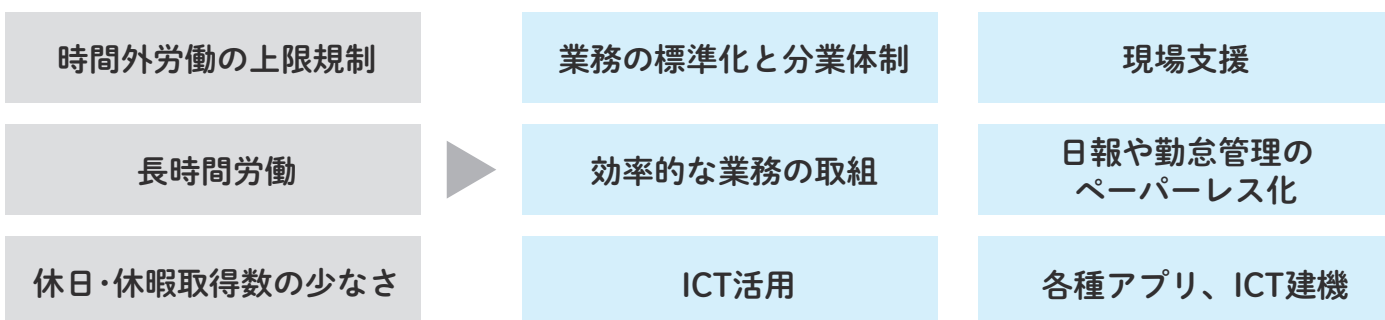 時間外労働の上限規制
業務の標準化と分業体制
現場支援
長時間労働
効率的な業務の取組
日報や勤怠管理の
ペーパーレス化
休日・休暇取得数の少なさ
ICT活用
各種アプリ、ICT建機